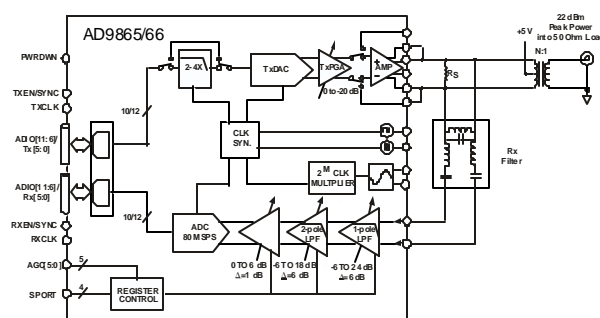 AD9865/66
22 dBm
Peak Power
into 50 Ohm Load
+5 V
N:1
PWRDWN
2-4X
TxDAC
TxPGA
AMP
0 to -20 dB
RS
TXEN/SYNC
TXCLK
10/12
ADIO[11:6]/
Tx[5:0]
CLK
SYN.
Rx
Filter
2M CLK
MULTPLIER
ADIO[11:6]/
Rx[5:0]
10/12
ADC
80 MSPS
2-pole
LPF
1-pole
LPF
RXEN/SYNC
RXCLK
0 TO 6 dB
Δ=1 dB
-6 TO 18 dB
Δ=6 dB
-6 TO 24 dB
Δ=6 dB
AGC[5:0]
5
SPORT
4
REGISTER
CONTROL